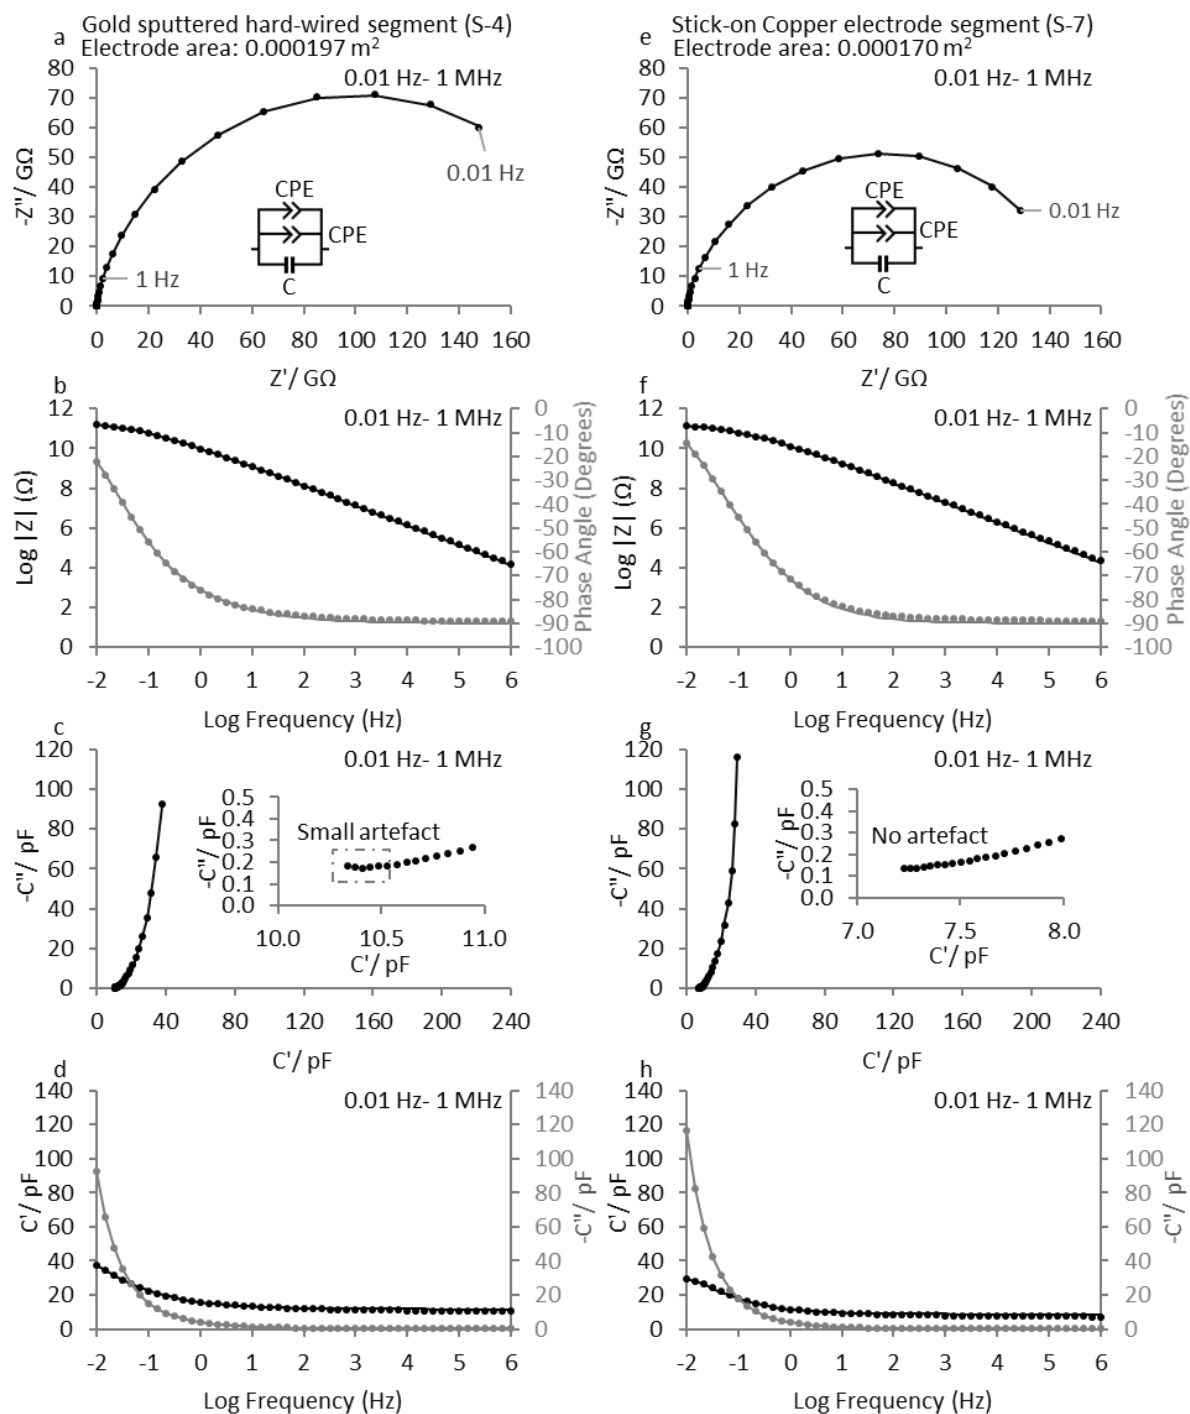 Gold sputtered hard-wired segment (S-4)
a Electrode area: 0.000197 m²
80
70
60
50
40
30
20
10
0
-Z"/ GΩ
0.01 Hz- 1 MHz
0.01 Hz
CPE
CPE
C
1 Hz
0 20 40 60 80 100 120 140 160
Z'/ GΩ
Stick-on Copper electrode segment (S-7)
e Electrode area: 0.000170 m²
80
70
60
50
40
30
20
10
0
-Z"/ GΩ
0.01 Hz- 1 MHz
CPE
CPE
C
0.01 Hz
1 Hz
0 20 40 60 80 100 120 140 160
Z'/ GΩ
b
12
10
8
6
4
2
0
Log |Z| (Ω)
0.01 Hz- 1 MHz
0
-10
-20
-30
-40
-50
-60
-70
-80
-90
-100
Phase Angle (Degrees)
-2 -1 0 1 2 3 4 5 6
Log Frequency (Hz)
f
12
10
8
6
4
2
0
Log |Z| (Ω)
0.01 Hz- 1 MHz
0
-10
-20
-30
-40
-50
-60
-70
-80
-90
-100
Phase Angle (Degrees)
-2 -1 0 1 2 3 4 5 6
Log Frequency (Hz)
c
120
100
80
60
40
20
0
-C"/ pF
0.01 Hz- 1 MHz
0.5
0.4
0.3
0.2
0.1
0.0
-C"/ pF
Small artefact
10.0 10.5 11.0
C'/ pF
0 40 80 120 160 200 240
C'/ pF
g
120
100
80
60
40
20
0
-C"/ pF
0.01 Hz- 1 MHz
0.5
0.4
0.3
0.2
0.1
0.0
-C"/ pF
No artefact
7.0 7.5 8.0
C'/ pF
0 40 80 120 160 200 240
C'/ pF
d
140
120
100
80
60
40
20
0
C'/ pF
0.01 Hz- 1 MHz
140
120
100
80
60
40
20
0
-C"/ pF
-2 -1 0 1 2 3 4 5 6
Log Frequency (Hz)
h
140
120
100
80
60
40
20
0
C'/ pF
0.01 Hz- 1 MHz
140
120
100
80
60
40
20
0
-C"/ pF
-2 -1 0 1 2 3 4 5 6
Log Frequency (Hz)